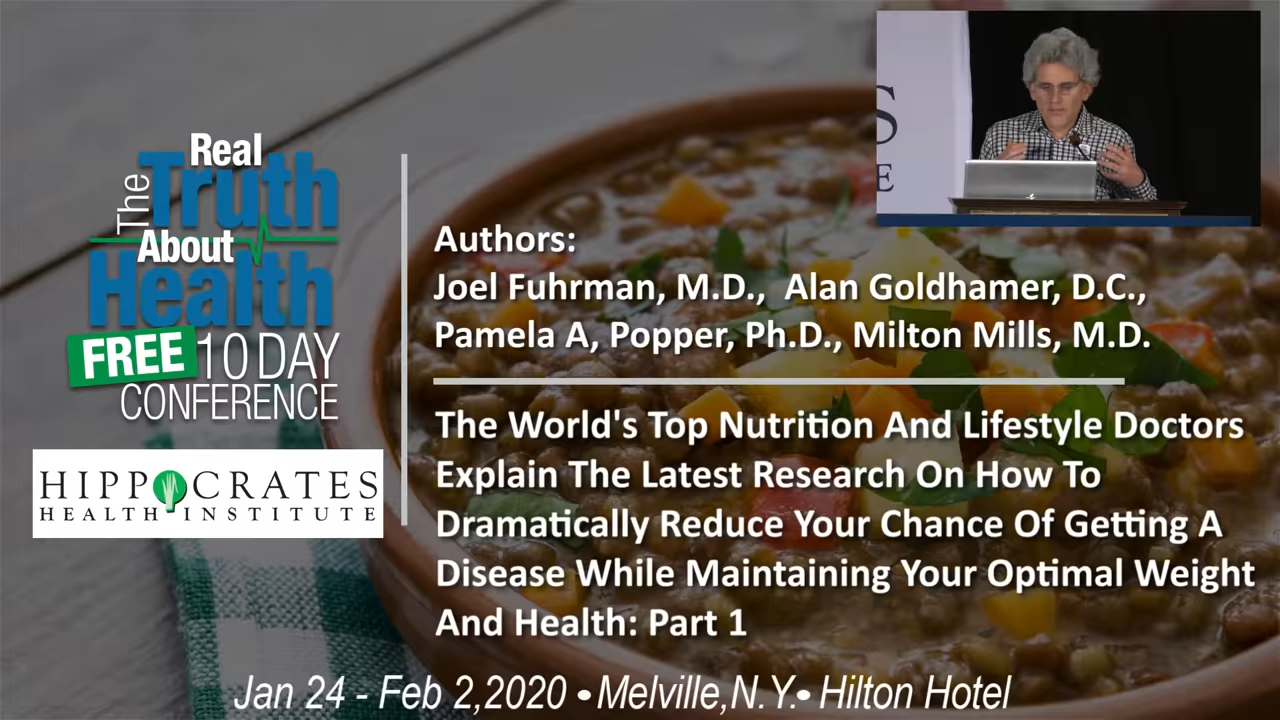 The Real
Truth
About
Health
FREE 10 DAY
CONFERENCE
HIPPOCRATES
HEALTH INSTITUTE
S
E
Authors:
Joel Fuhrman, M.D., Alan Goldhamer, D.C.,
Pamela A, Popper, Ph.D., Milton Mills, M.D.
The World's Top Nutrition And Lifestyle Doctors
Explain The Latest Research On How To
Dramatically Reduce Your Chance Of Getting A
Disease While Maintaining Your Optimal Weight
And Health: Part 1
Jan 24 - Feb 2,2020 • Melville,N.Y.• Hilton Hotel